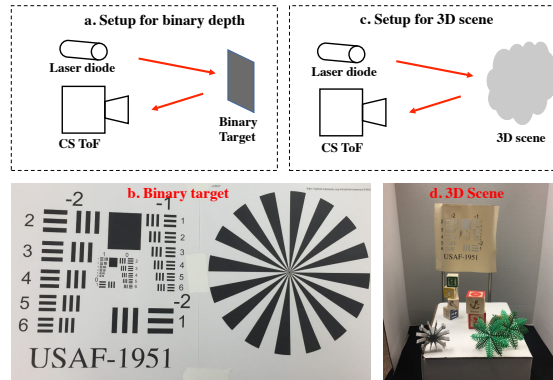 a. Setup for binary depth
Laser diode
CS ToF
Binary
Target
c. Setup for 3D scene
Laser diode
CS ToF
3D scene
b. Binary target
-2
-1
2
3
4
5
6
1
2
3
4
5
6
-2
1
USAF-1951
d. 3D Scene
USAF-1951